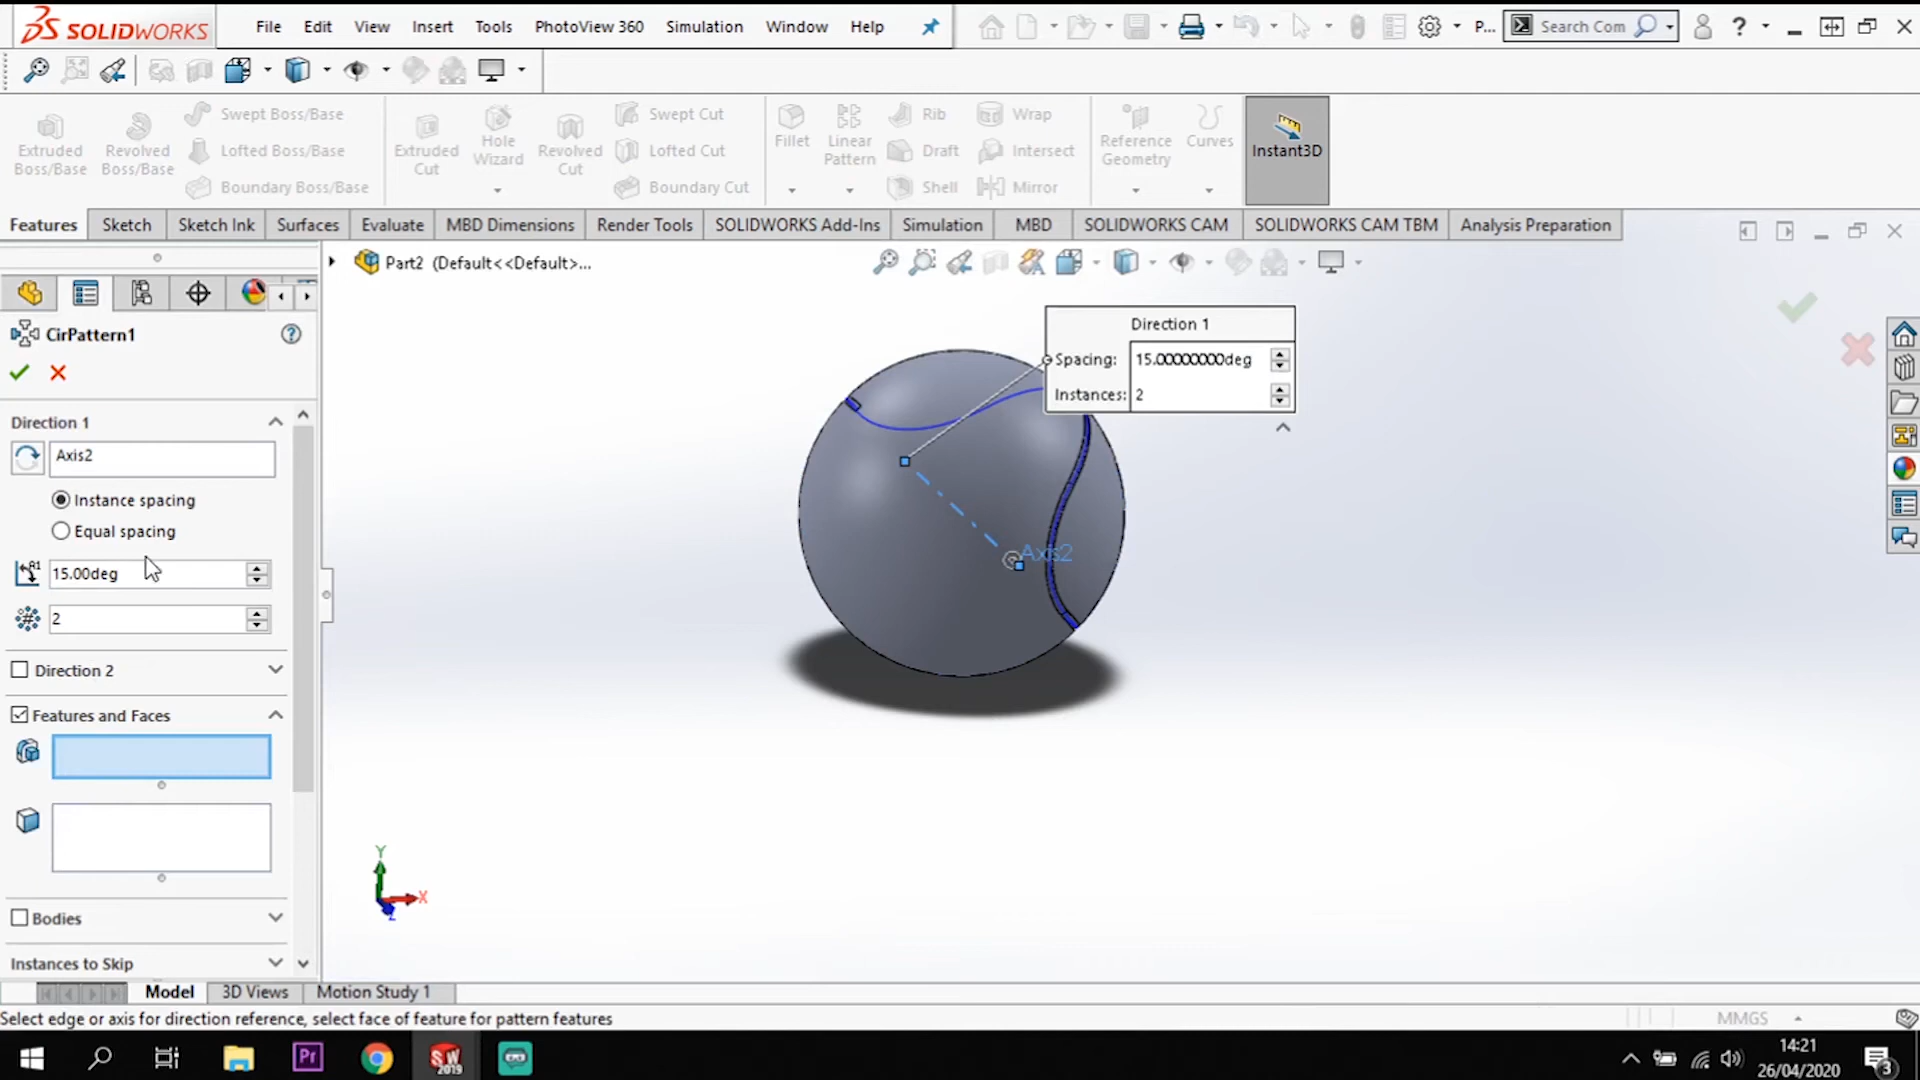 SOLIDWORKS File Edit View Insert Tools PhotoView 360 Simulation Window Help P... Search Com ?
Extruded Boss/Base
Revolved Boss/Base
Swept Boss/Base
Lofted Boss/Base
Boundary Boss/Base
Extruded Cut
Hole Wizard
Revolved Cut
Swept Cut
Lofted Cut
Boundary Cut
Fillet
Linear Pattern
Rib
Draft
Shell
Wrap
Intersect
Mirror
Reference Geometry
Curves
Instant3D
Features Sketch Sketch Ink Surfaces Evaluate MBD Dimensions Render Tools SOLIDWORKS Add-Ins Simulation MBD SOLIDWORKS CAM SOLIDWORKS CAM TBM Analysis Preparation
Part2 (Default<<Default>...
CirPattern1
Direction 1
Axis2
Instance spacing
Equal spacing
15.00deg
2
Direction 2
Features and Faces
Bodies
Instances to Skip
Direction 1
Spacing: 15.00000000deg
Instances: 2
Axis2
Y
X
Z
Model 3D Views Motion Study 1
Select edge or axis for direction reference, select face of feature for pattern features MMGS
Pr
SW 2019
14:21
26/04/2020
3